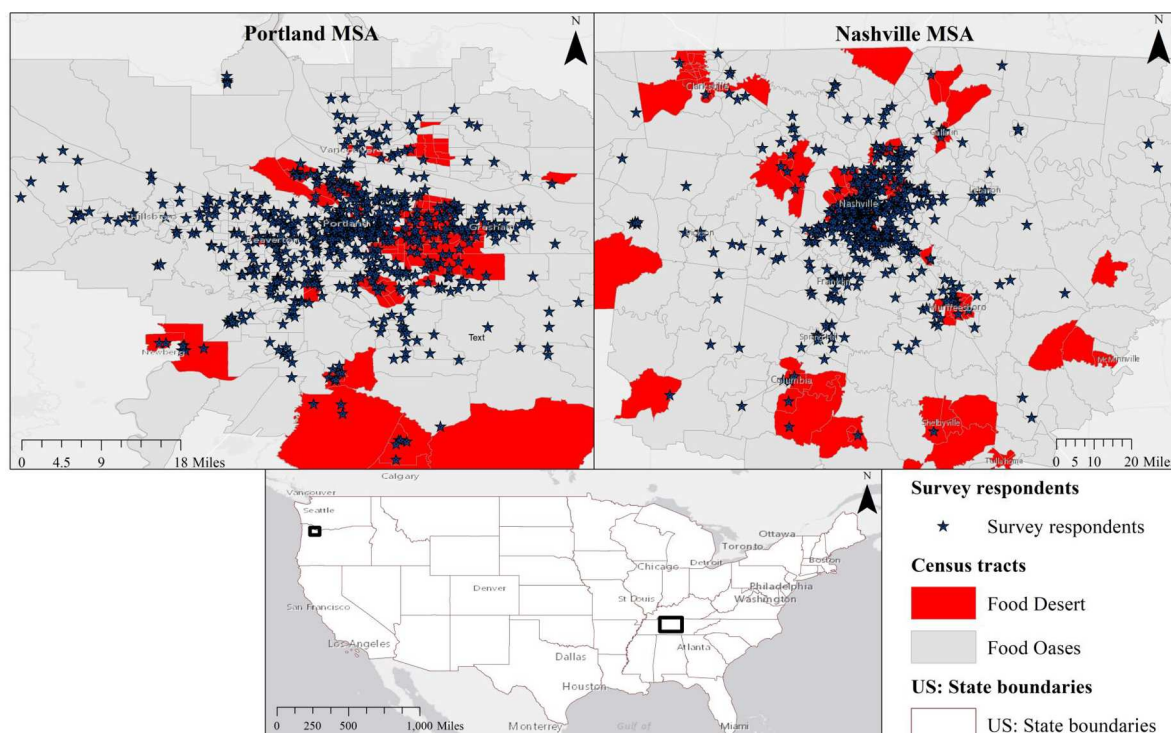 Portland MSA
N
Vancouver
Hillsboro
Portland
Beaverton
Gresham
Text
Newberg
0 4.5 9 18 Miles
Nashville MSA
N
Clarksville
Gallatin
Lebanon
Nashville
Dickson
Franklin
Murfreesboro
Spring Hill
McMinnville
Columbia
Shelbyville
Tullahoma
0 5 10 20 Miles
Calgary
N
Vancouver
Seattle
Ottawa
Toronto
Boston
Chicago
Detroit
Denver
Philadelphia
St Louis
Washington
San Francisco
Los Angeles
Atlanta
Dallas
Houston
Monterrey
Gulf of
Miami
0 250 500 1,000 Miles
Survey respondents
Survey respondents
Census tracts
Food Desert
Food Oases
US: State boundaries
US: State boundaries